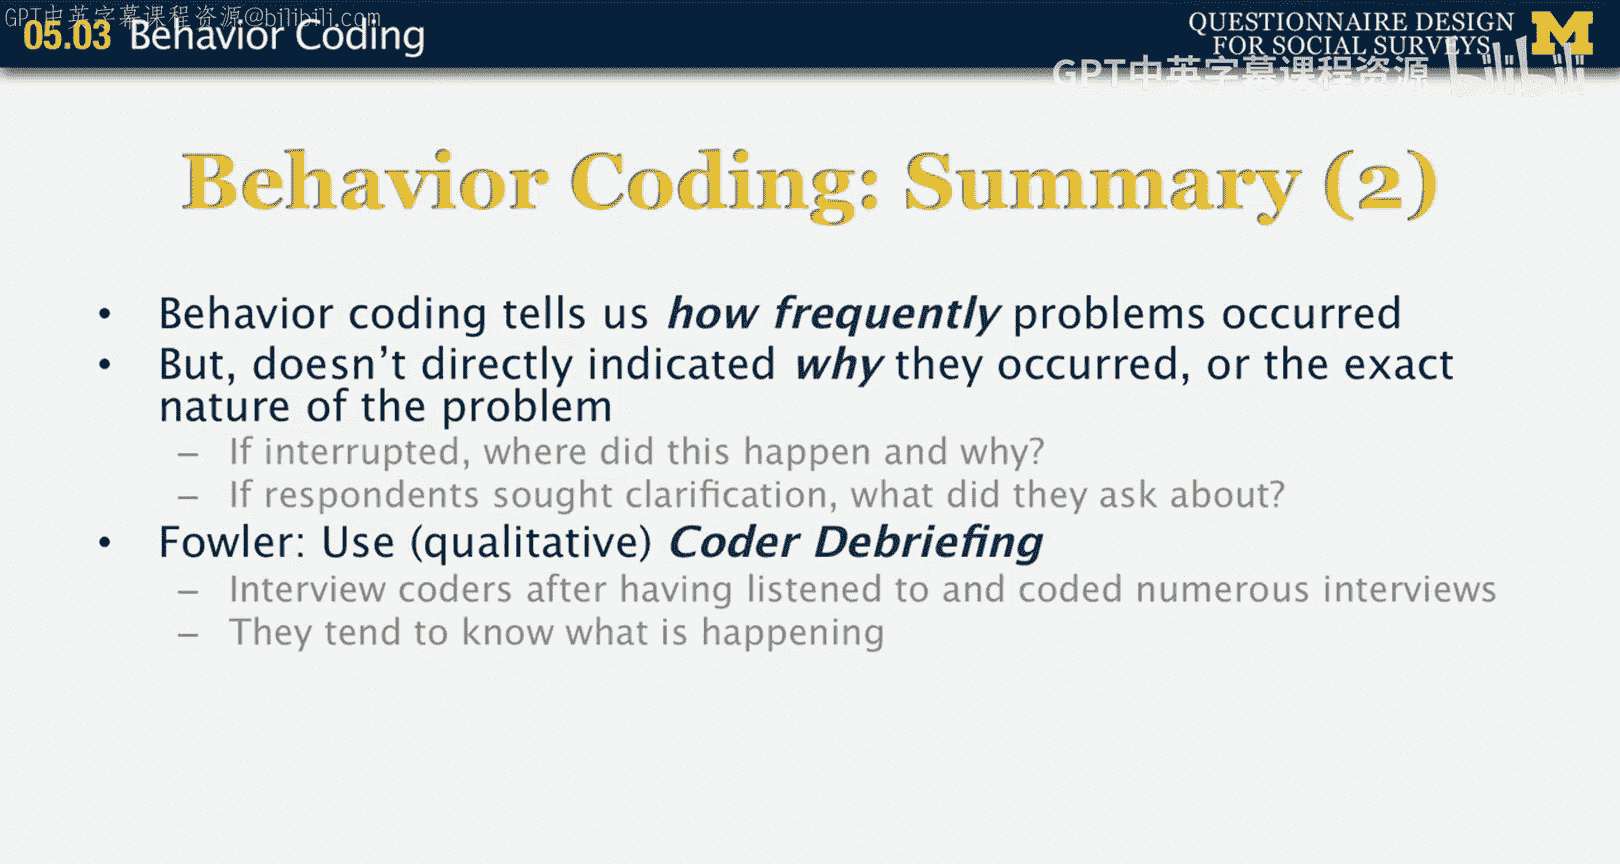 GPT中英字幕课程资源@bilibili.com
05.03 Behavior Coding
QUESTIONNAIRE DESIGN
FOR SOCIAL SURVEYS
M
GPT中英字幕课程资源 bilibili
Behavior Coding: Summary (2)
• Behavior coding tells us how frequently problems occurred
• But, doesn’t directly indicated why they occurred, or the exact
nature of the problem
– If interrupted, where did this happen and why?
– If respondents sought clarification, what did they ask about?
• Fowler: Use (qualitative) Coder Debriefing
– Interview coders after having listened to and coded numerous interviews
– They tend to know what is happening